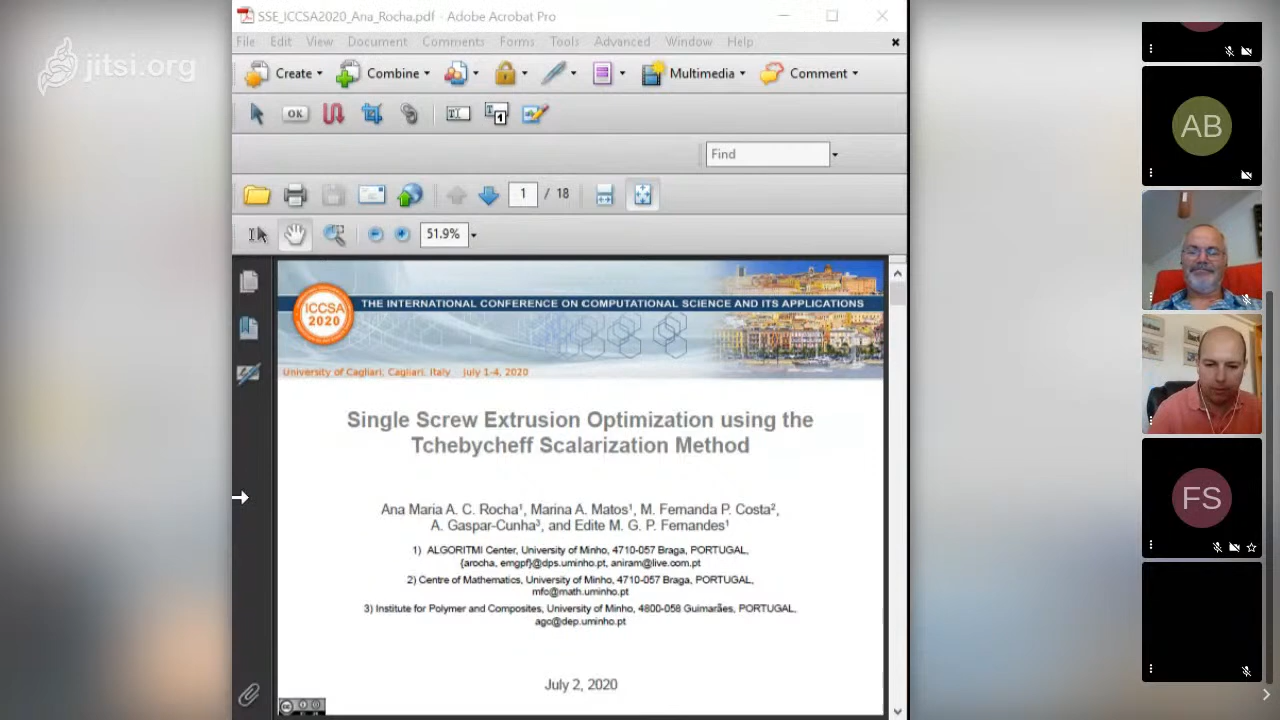 SSE_ICCSA2020_Ana_Rocha.pdf - Adobe Acrobat Pro
File Edit View Document Comments Forms Tools Advanced Window Help
jitsi.org
Create Combine Multimedia Comment
OK
Find
1 / 18
51.9%
THE INTERNATIONAL CONFERENCE ON COMPUTATIONAL SCIENCE AND ITS APPLICATIONS
ICCSA
2020
University of Cagliari, Cagliari, Italy July 1-4, 2020
Single Screw Extrusion Optimization using the
Tchebycheff Scalarization Method
Ana Maria A. C. Rocha¹, Marina A. Matos¹, M. Fernanda P. Costa²,
A. Gaspar-Cunha³, and Edite M. G. P. Fernandes¹
1) ALGORITMI Center, University of Minho, 4710-057 Braga, PORTUGAL,
{arocha, emgpf}@dps.uminho.pt, aniram@live.com.pt
2) Centre of Mathematics, University of Minho, 4710-057 Braga, PORTUGAL,
mfc@math.uminho.pt
3) Institute for Polymer and Composites, University of Minho, 4800-058 Guimarães, PORTUGAL,
agc@dep.uminho.pt
July 2, 2020
AB
FS